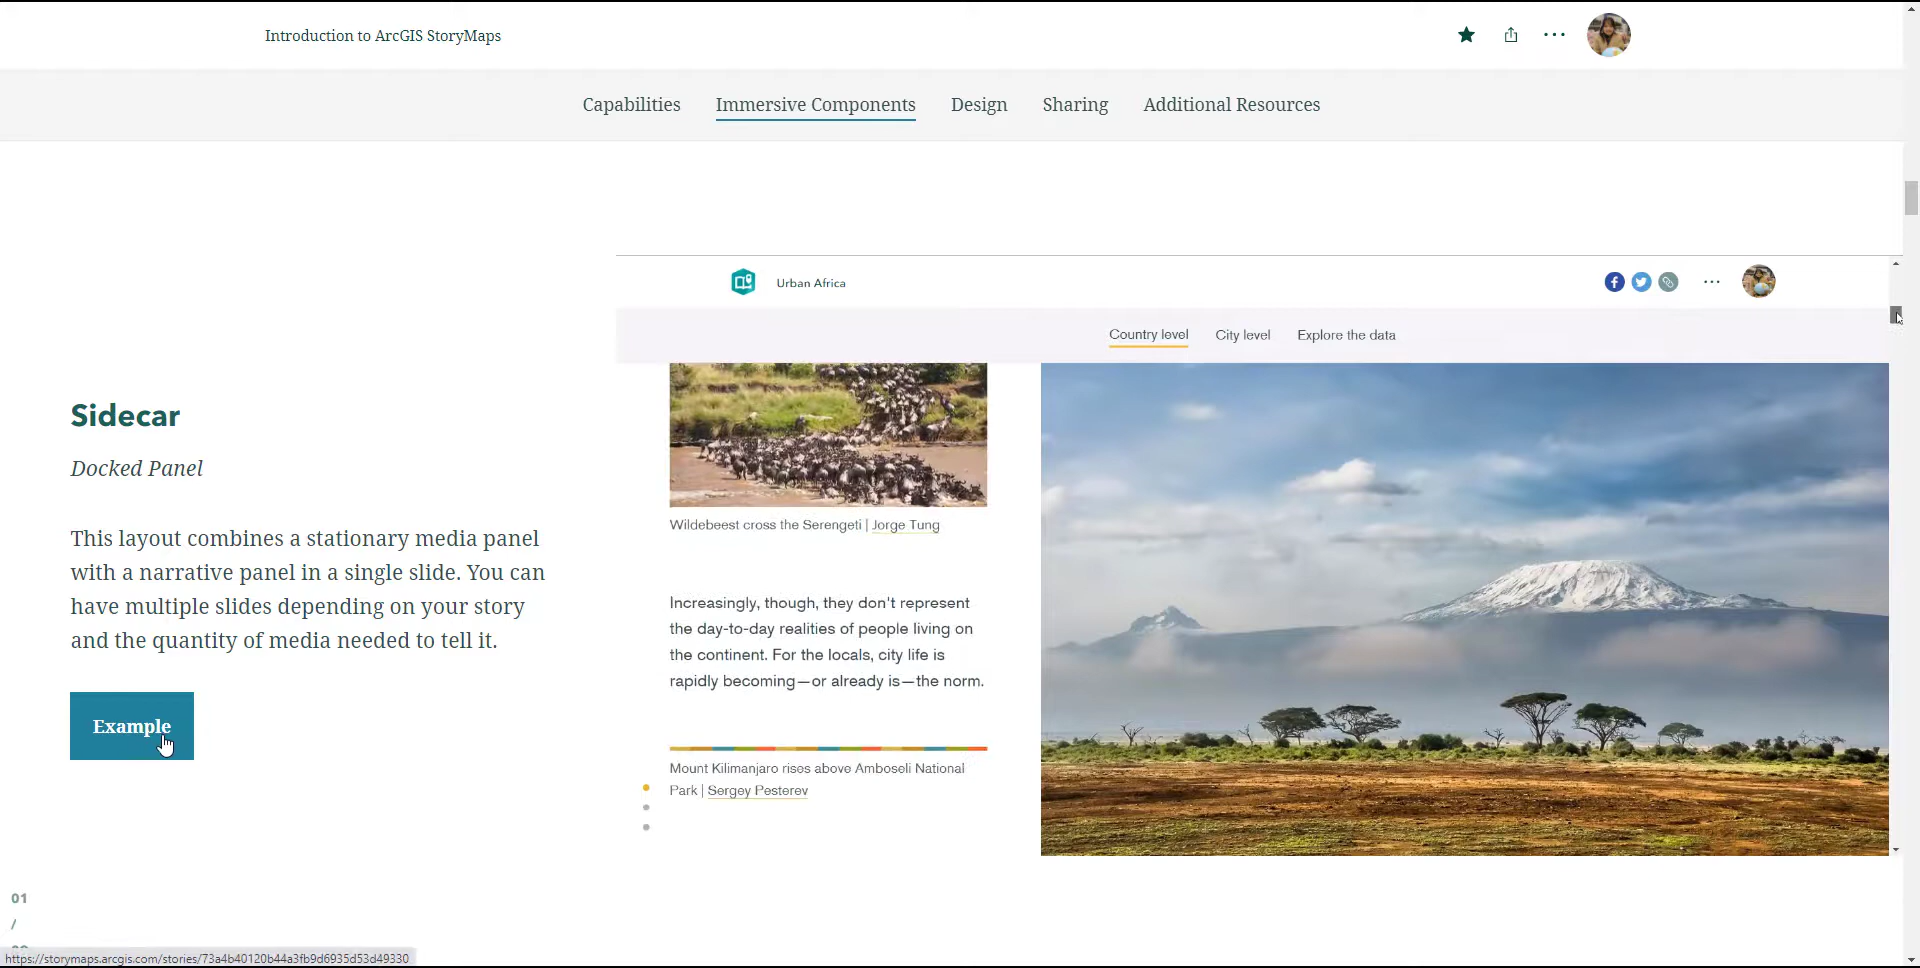 Introduction to ArcGIS StoryMaps
Capabilities
Immersive Components
Design
Sharing
Additional Resources
Sidecar
Docked Panel
This layout combines a stationary media panel
with a narrative panel in a single slide. You can
have multiple slides depending on your story
and the quantity of media needed to tell it.
Example
Urban Africa
Country level
City level
Explore the data
Wildebeest cross the Serengeti | Jorge Tung
Increasingly, though, they don't represent
the day-to-day realities of people living on
the continent. For the locals, city life is
rapidly becoming—or already is—the norm.
Mount Kilimanjaro rises above Amboseli National
Park | Sergey Pesterev
01
/
https://storymaps.arcgis.com/stories/73a4b40120b44a3fb9d6935d53d49330